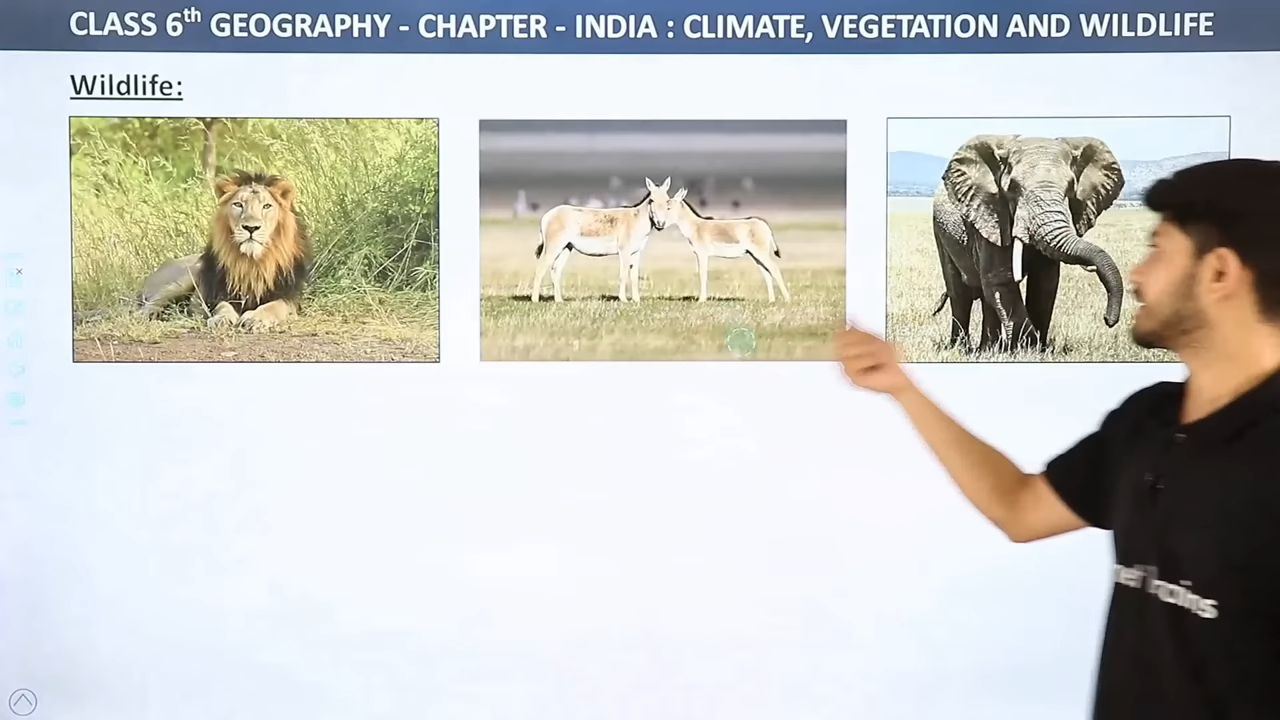 CLASS 6th GEOGRAPHY - CHAPTER - INDIA : CLIMATE, VEGETATION AND WILDLIFE
Wildlife: